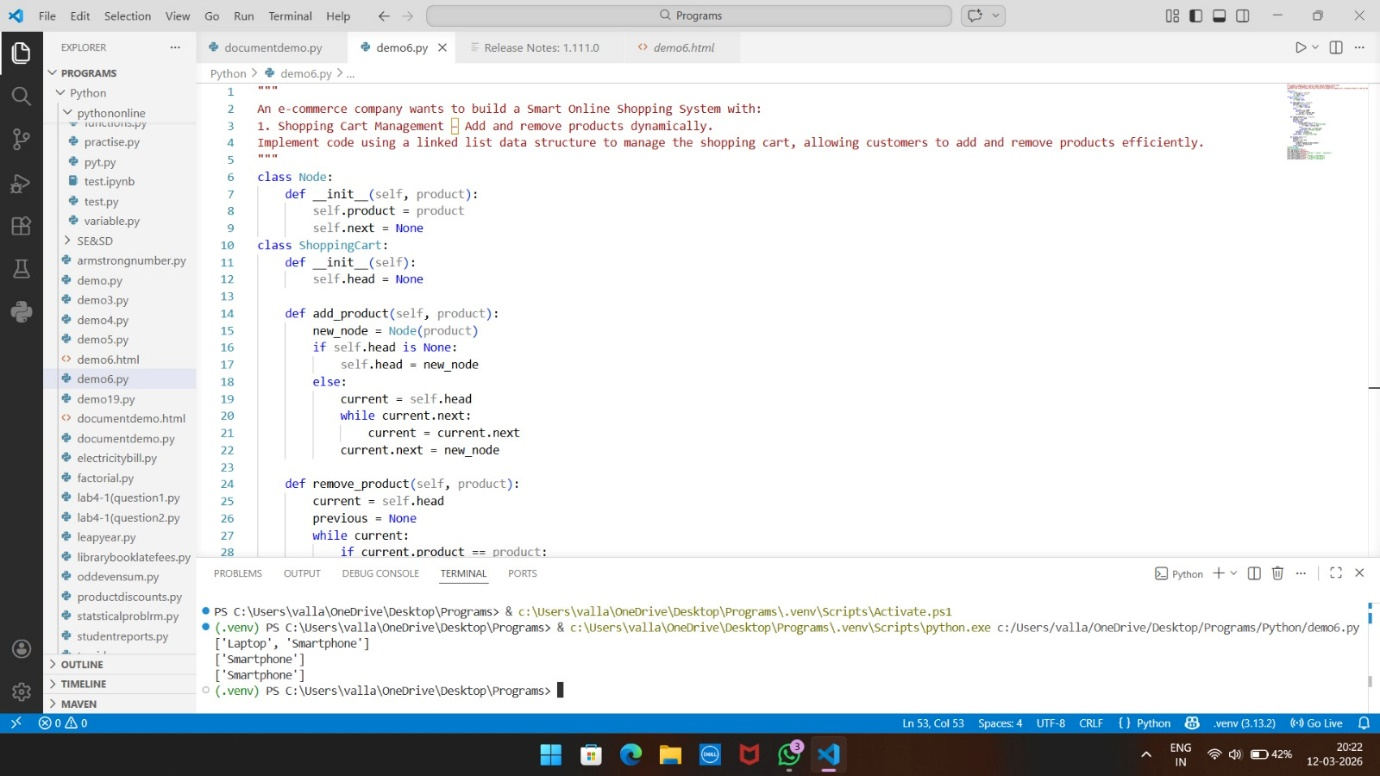 File Edit Selection View Go Run Terminal Help
Programs
EXPLORER
PROGRAMS
Python
pythononline
functions.py
practise.py
pyt.py
test.ipynb
test.py
variable.py
SE&SD
armstrongnumber.py
demo.py
demo3.py
demo4.py
demo5.py
demo6.html
demo6.py
demo19.py
documentdemo.html
documentdemo.py
electricitybill.py
factorial.py
lab4-1(question1.py
lab4-1(question2.py
leapyear.py
librarybooklatefees.py
oddevensum.py
productdiscounts.py
statsticalproblrm.py
studentreports.py
OUTLINE
TIMELINE
MAVEN
documentdemo.py demo6.py Release Notes: 1.111.0 demo6.html
Python > demo6.py > ...
1 """
2 An e-commerce company wants to build a Smart Online Shopping System with:
3 1. Shopping Cart Management – Add and remove products dynamically.
4 Implement code using a linked list data structure to manage the shopping cart, allowing customers to add and remove products efficiently.
5 """
6 class Node:
7     def __init__(self, product):
8         self.product = product
9         self.next = None
10 class ShoppingCart:
11     def __init__(self):
12         self.head = None
13
14     def add_product(self, product):
15         new_node = Node(product)
16         if self.head is None:
17             self.head = new_node
18         else:
19             current = self.head
20             while current.next:
21                 current = current.next
22             current.next = new_node
23
24     def remove_product(self, product):
25         current = self.head
26         previous = None
27         while current:
28             if current.product == product:
PROBLEMS OUTPUT DEBUG CONSOLE TERMINAL PORTS
Python
PS C:\Users\valla\OneDrive\Desktop\Programs> & c:\Users\valla\OneDrive\Desktop\Programs\.venv\Scripts\Activate.ps1
(.venv) PS C:\Users\valla\OneDrive\Desktop\Programs> & c:\Users\valla\OneDrive\Desktop\Programs\.venv\Scripts\python.exe c:/Users/valla/OneDrive/Desktop/Programs/Python/demo6.py
['Laptop', 'Smartphone']
['Smartphone']
['Smartphone']
(.venv) PS C:\Users\valla\OneDrive\Desktop\Programs>
0 0
Ln 53, Col 53 Spaces: 4 UTF-8 CRLF { } Python .venv (3.13.2) Go Live
DELL
3
ENG
IN
42%
20:22
12-03-2026